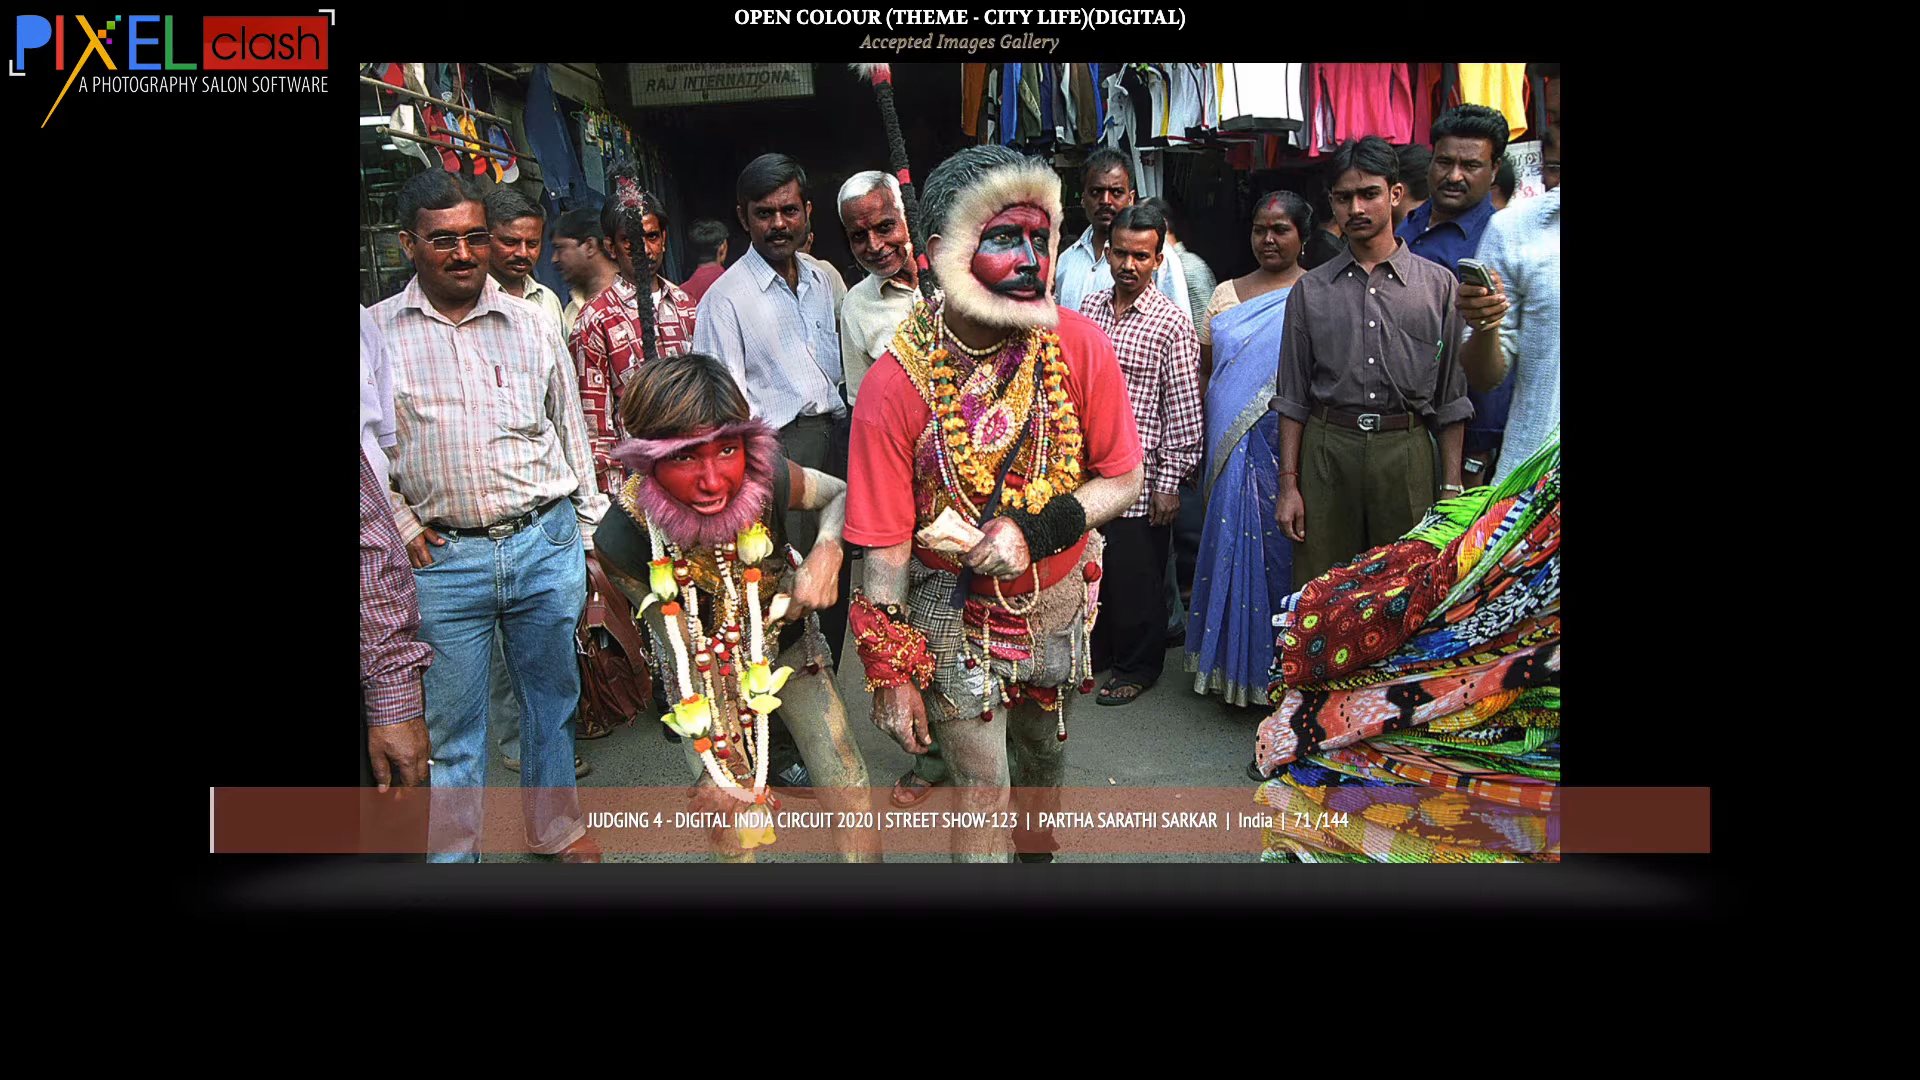 PIXEL clash
A PHOTOGRAPHY SALON SOFTWARE
OPEN COLOUR (THEME - CITY LIFE)(DIGITAL)
Accepted Images Gallery
RAJ INTERNATIONAL
JUDGING 4 - DIGITAL INDIA CIRCUIT 2020 | STREET SHOW-123 | PARTHA SARATHI SARKAR | India | 71 /144